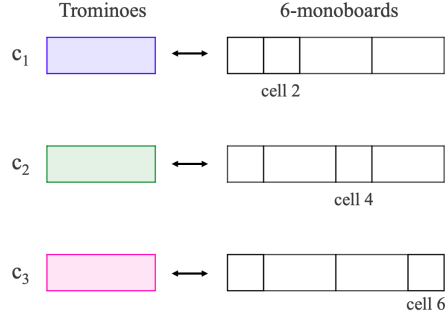 Trominoes 6-monoboards
c₁
cell 2
c₂
cell 4
c₃
cell 6